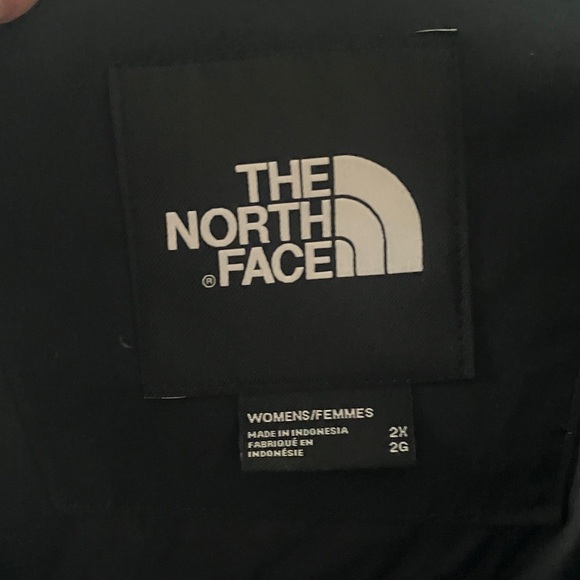 THE
NORTH
® FACE
WOMENS/FEMMES
MADE IN INDONESIA 2X
FABRIQUÉ EN 2G
INDONÉSIE